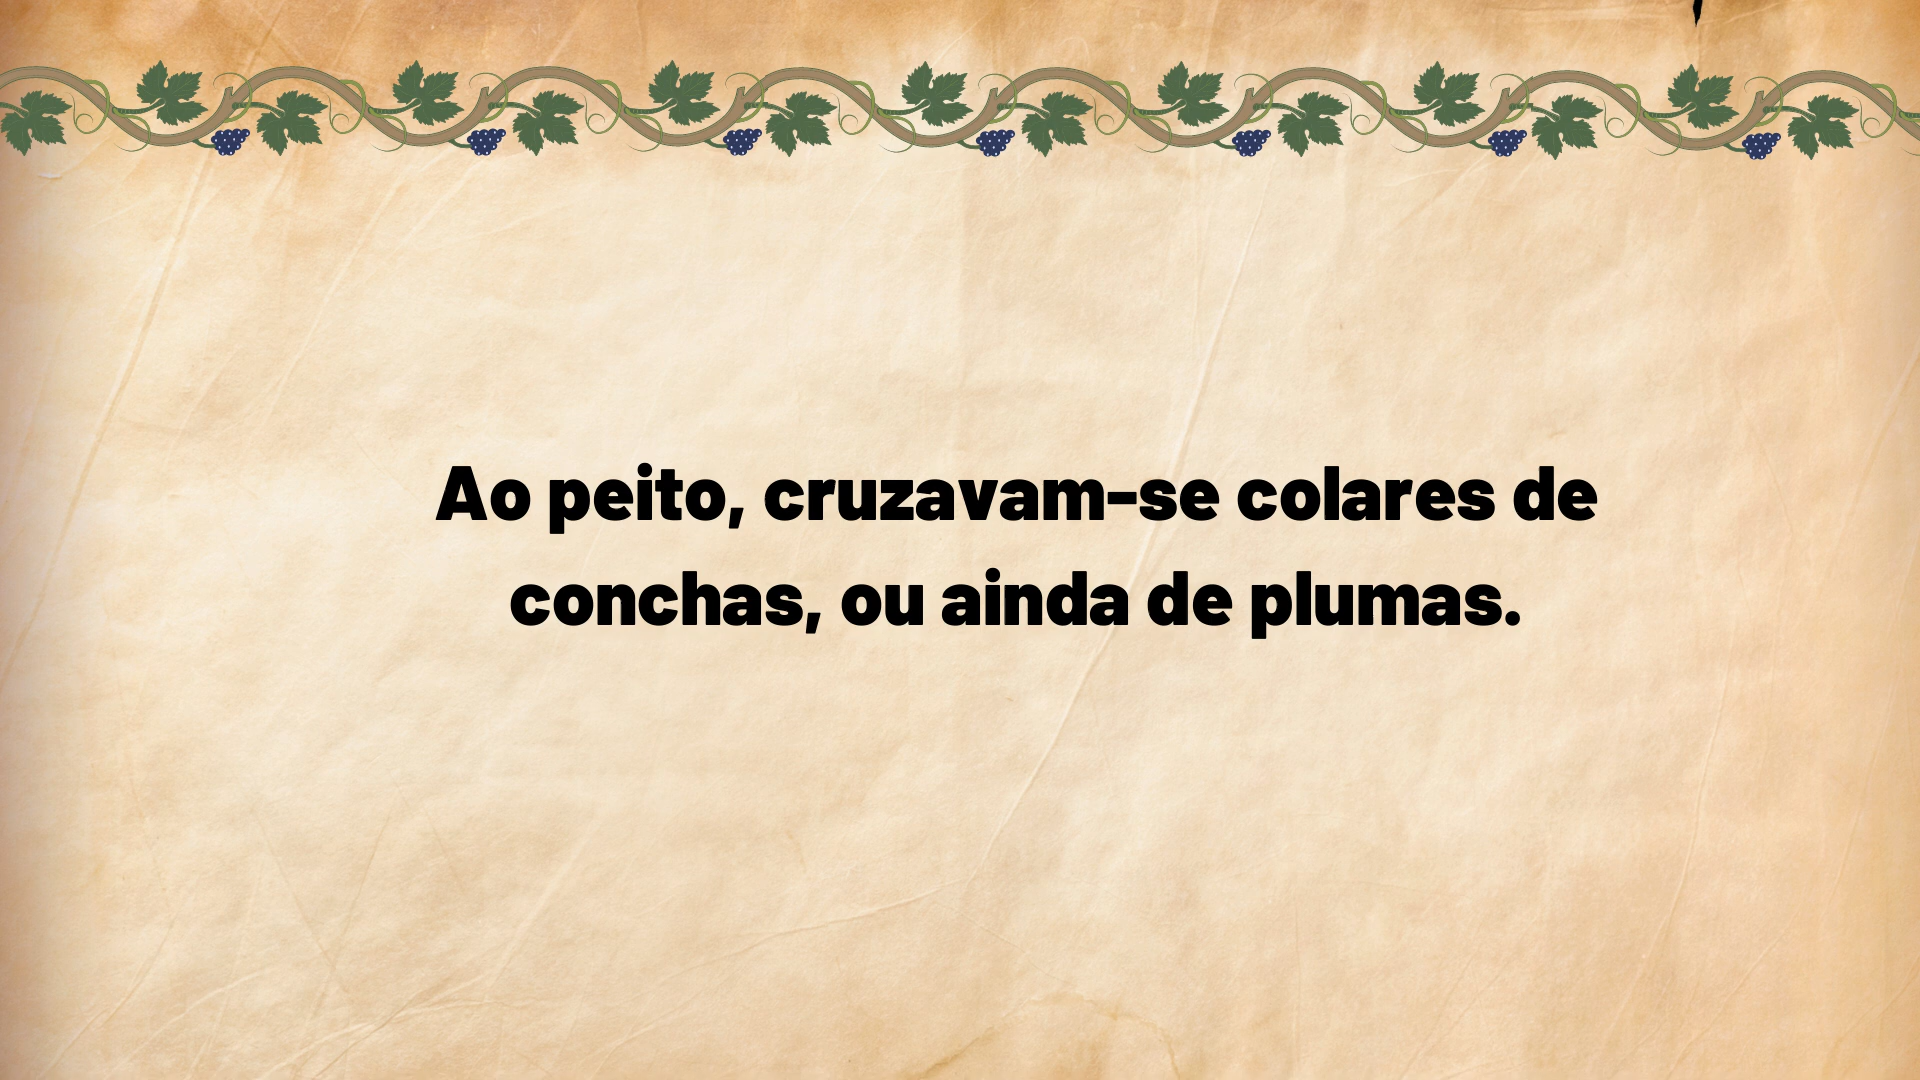 Ao peito, cruzavam-se colares de
conchas, ou ainda de plumas.